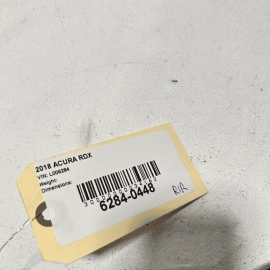 2018 ACURA RDX
VIN: L006284
Weight:
Dimensions:
6284-0448
R/R